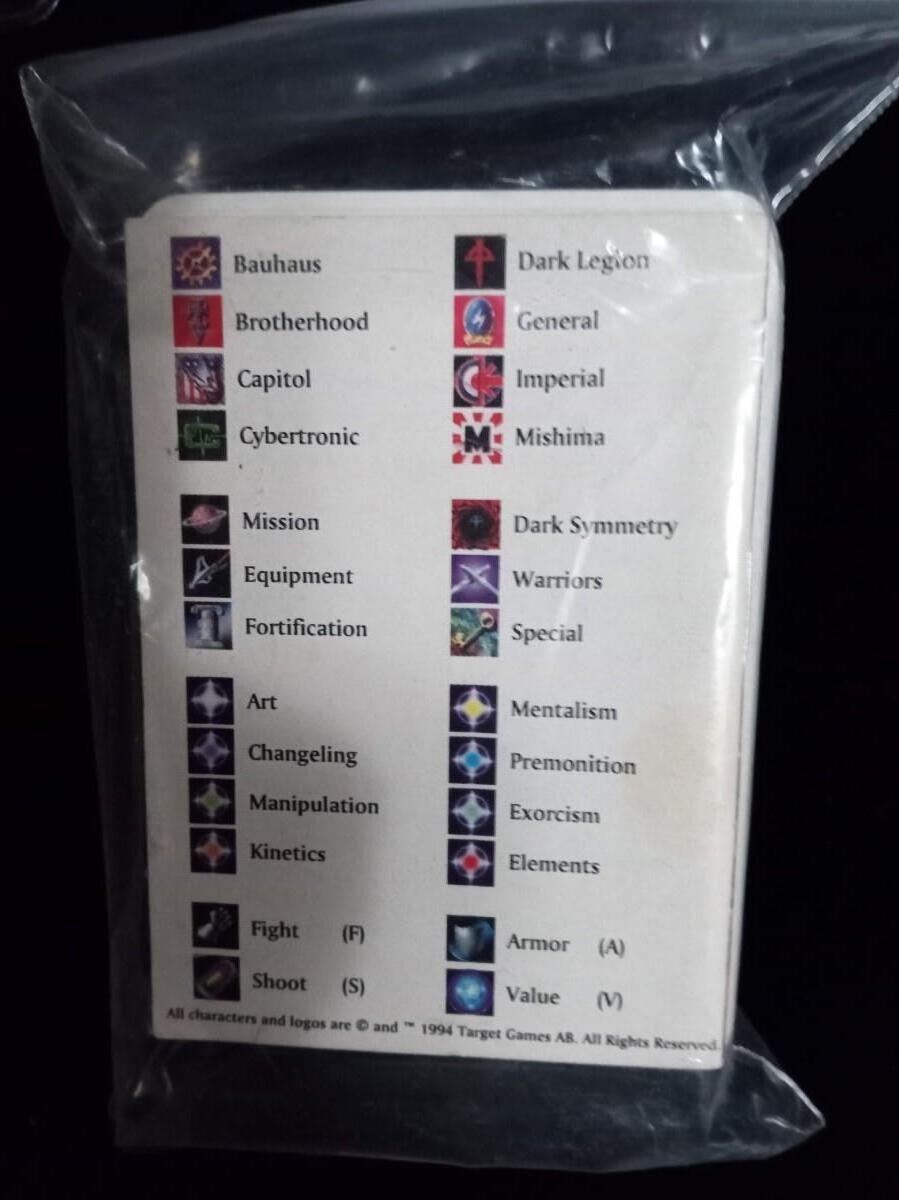 Bauhaus Dark Legion
Brotherhood General
Capitol Imperial
Cybertronic M Mishima
Mission Dark Symmetry
Equipment Warriors
Fortification Special
Art Mentalism
Changeling Premonition
Manipulation Exorcism
Kinetics Elements
Fight (F) Armor (A)
Shoot (S) Value (V)
All characters and logos are © and ™ 1994 Target Games AB. All Rights Reserved.